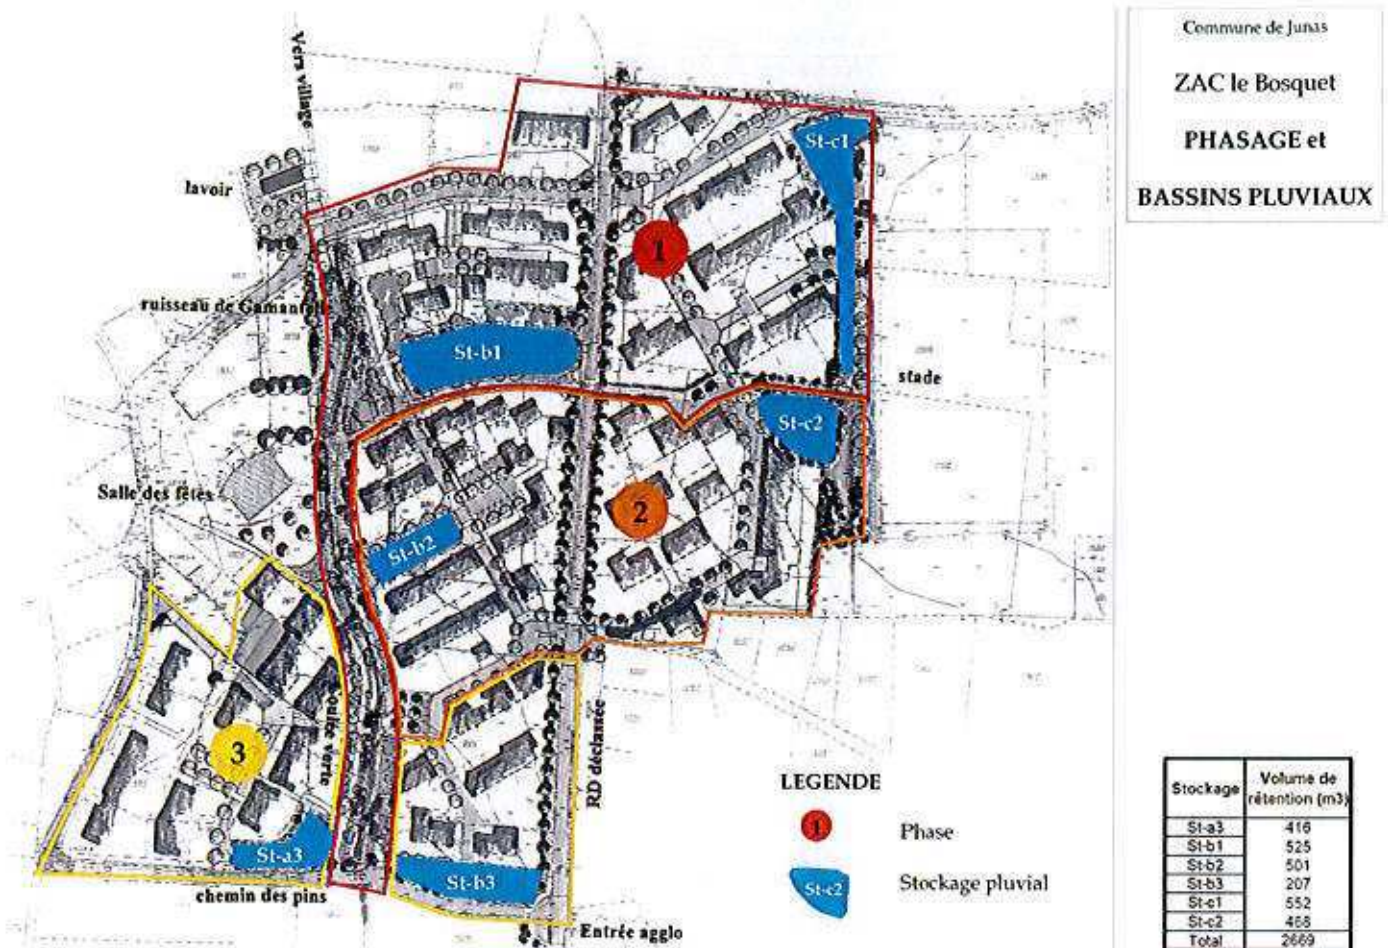 Commune de Junas
ZAC le Bosquet
PHASAGE et
BASSINS PLUVIAUX
Vers village
lavoir
St-c1
1
ruisseau de
St-b1
stade
St-c2
Salle des fêtes
2
St-b2
3
coulée verte
RD déclassée
St-a3
St-b3
chemin des pins
Entrée agglo
LEGENDE
1 Phase
St-c2 Stockage pluvial
Stockage Volume de rétention (m3)
St-a3 416
St-b1 525
St-b2 501
St-b3 207
St-c1 552
St-c2 468
Total 2669